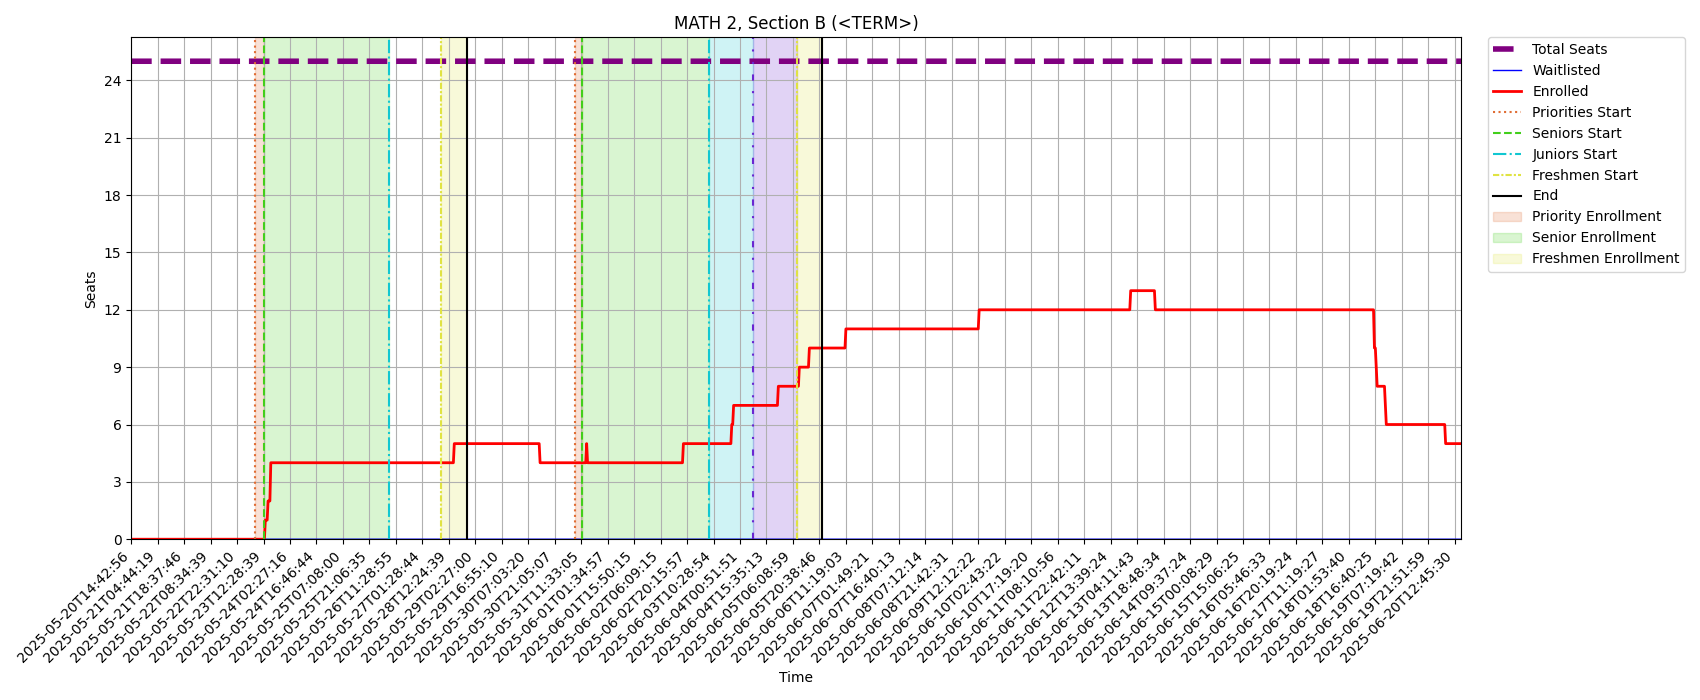 MATH 2, Section B (<TERM>)
Total Seats
Waitlisted
Enrolled
Priorities Start
Seniors Start
Juniors Start
Freshmen Start
End
Priority Enrollment
Senior Enrollment
Freshmen Enrollment
Seats
24
21
18
15
12
9
6
3
0
2025-05-20T14:42:56
2025-05-21T04:44:19
2025-05-21T18:37:46
2025-05-22T08:34:39
2025-05-22T22:31:10
2025-05-23T12:28:39
2025-05-24T02:27:16
2025-05-24T16:46:44
2025-05-25T07:08:00
2025-05-25T21:06:35
2025-05-26T11:28:55
2025-05-27T01:28:44
2025-05-28T12:24:39
2025-05-29T02:27:00
2025-05-29T16:55:10
2025-05-30T07:03:20
2025-05-30T21:05:07
2025-05-31T11:33:05
2025-06-01T01:34:57
2025-06-01T15:50:15
2025-06-02T06:09:15
2025-06-02T20:15:57
2025-06-03T10:28:54
2025-06-04T00:51:51
2025-06-04T15:35:13
2025-06-05T06:08:59
2025-06-05T20:38:46
2025-06-06T11:19:03
2025-06-07T01:49:21
2025-06-07T16:40:13
2025-06-08T07:12:14
2025-06-08T21:42:31
2025-06-09T12:12:22
2025-06-10T02:43:22
2025-06-10T17:19:20
2025-06-11T08:10:56
2025-06-11T22:42:11
2025-06-12T13:39:24
2025-06-13T04:11:43
2025-06-13T18:48:34
2025-06-14T09:37:24
2025-06-15T00:08:29
2025-06-15T15:06:25
2025-06-16T05:46:33
2025-06-16T20:19:24
2025-06-17T11:19:27
2025-06-18T01:53:40
2025-06-18T16:40:25
2025-06-19T07:19:42
2025-06-19T21:51:59
2025-06-20T12:45:30
Time